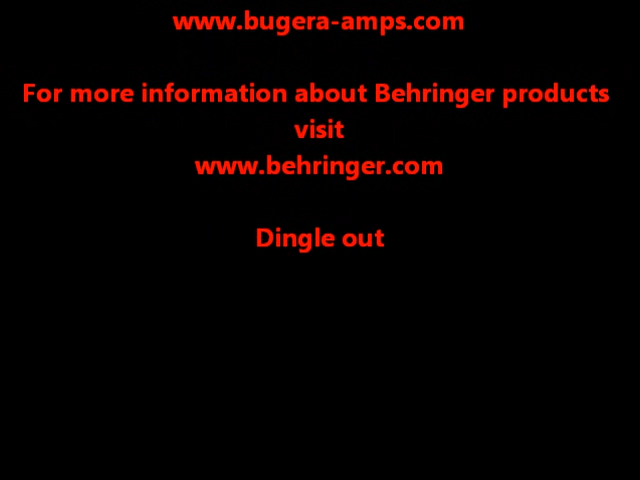 www.bugera-amps.com
For more information about Behringer products
visit
www.behringer.com
Dingle out